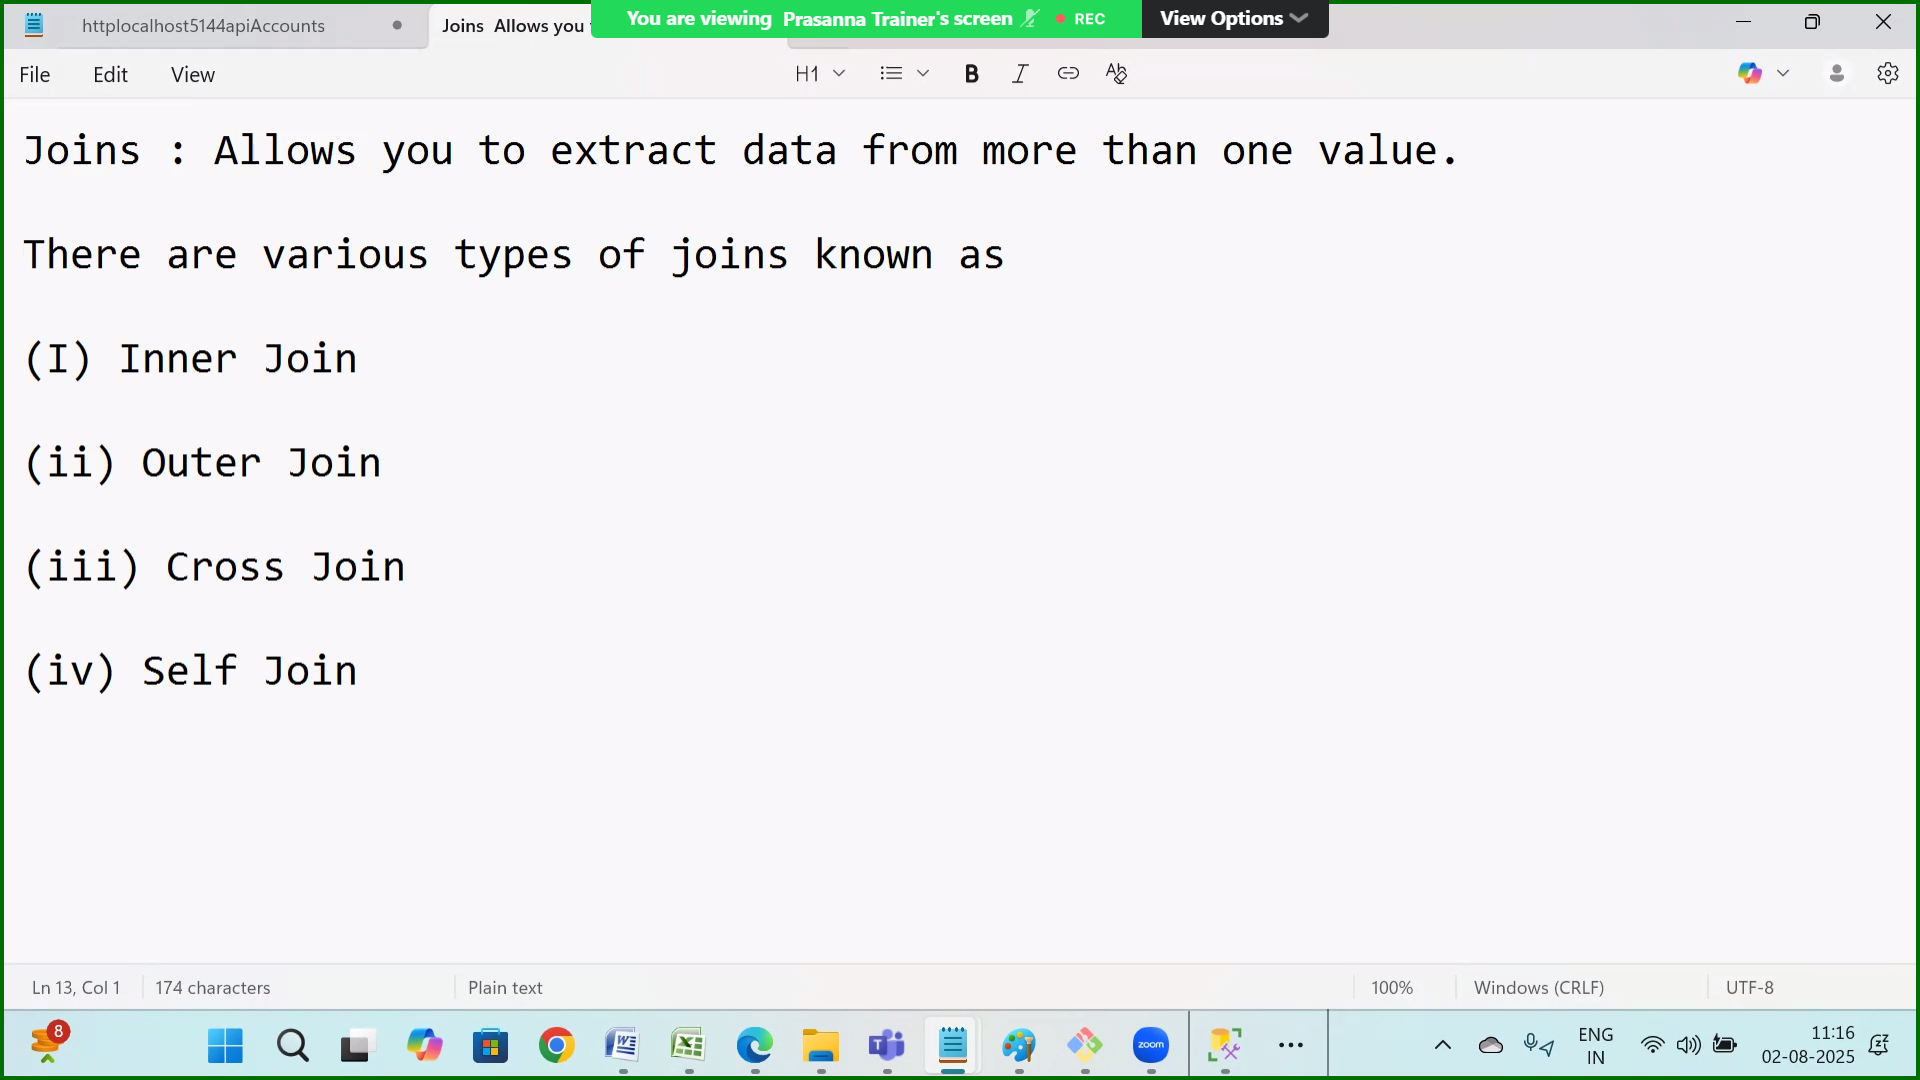 httplocalhost5144apiAccounts
Joins Allows you
You are viewing Prasanna Trainer's screen
REC
View Options
File Edit View
H1
Joins : Allows you to extract data from more than one value.
There are various types of joins known as
(I) Inner Join
(ii) Outer Join
(iii) Cross Join
(iv) Self Join
Ln 13, Col 1
174 characters
Plain text
100%
Windows (CRLF)
UTF-8
8
zoom
ENG
IN
11:16
02-08-2025